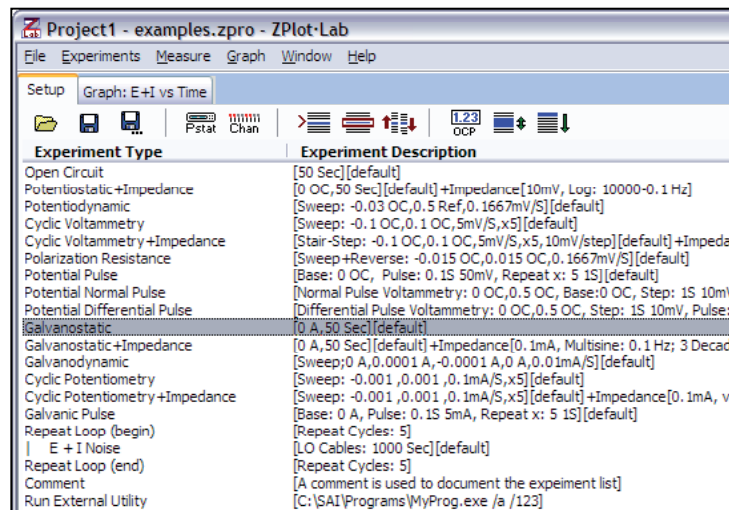 Project1 - examples.zpro - ZPlot·Lab
File Experiments Measure Graph Window Help
Setup Graph: E+I vs Time
Pstat Chan 1.23 OCP
Experiment Type Experiment Description
Open Circuit [50 Sec][default]
Potentiostatic+Impedance [0 OC,50 Sec][default]+Impedance[10mV, Log: 10000-0.1 Hz]
Potentiodynamic [Sweep: -0.03 OC,0.5 Ref,0.1667mV/S][default]
Cyclic Voltammetry [Sweep: -0.1 OC,0.1 OC,5mV/S,x5][default]
Cyclic Voltammetry+Impedance [Stair-Step: -0.1 OC,0.1 OC,5mV/S,x5,10mV/step][default]+Impeda
Polarization Resistance [Sweep+Reverse: -0.015 OC,0.015 OC,0.1667mV/S][default]
Potential Pulse [Base: 0 OC, Pulse: 0.1S 50mV, Repeat x: 5 1S][default]
Potential Normal Pulse [Normal Pulse Voltammetry: 0 OC,0.5 OC, Base:0 OC, Step: 1S 10mV
Potential Differential Pulse [Differential Pulse Voltammetry: 0 OC,0.5 OC, Step: 1S 10mV, Pulse:
Galvanostatic [0 A,50 Sec][default]
Galvanostatic+Impedance [0 A,50 Sec][default]+Impedance[0.1mA, Multisine: 0.1 Hz; 3 Decad
Galvanodynamic [Sweep;0 A,0.0001 A,-0.0001 A,0 A,0.01mA/S][default]
Cyclic Potentiometry [Sweep: -0.001 ,0.001 ,0.1mA/S,x5][default]
Cyclic Potentiometry+Impedance [Sweep: -0.001 ,0.001 ,0.1mA/S,x5][default]+Impedance[0.1mA, v
Galvanic Pulse [Base: 0 A, Pulse: 0.1S 5mA, Repeat x: 5 1S][default]
Repeat Loop (begin) [Repeat Cycles: 5]
| E + I Noise [LO Cables: 1000 Sec][default]
Repeat Loop (end) [Repeat Cycles: 5]
Comment [A comment is used to document the expeiment list]
Run External Utility [C:\SAI\Programs\MyProg.exe /a /123]